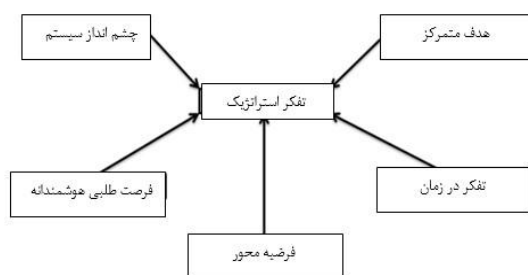 هدف متمرکز
چشم انداز سیستم
تفکر استراتژیک
تفکر در زمان
فرصت طلبی هوشمندانه
فرضیه محور